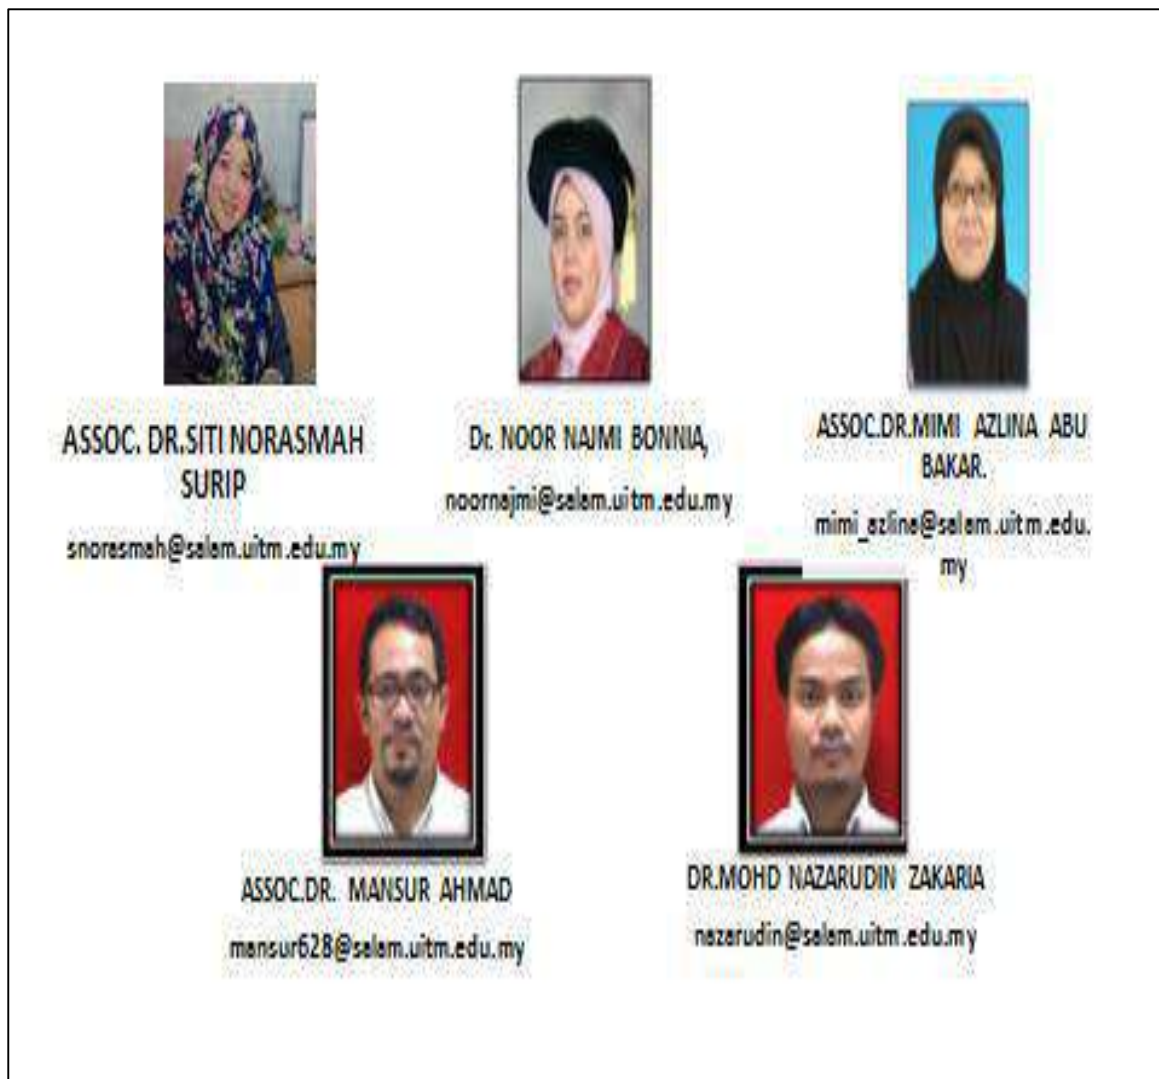 ASSOC. DR.SITI NORASMAH
SURIP
snorasmah@salam.uitm.edu.my
Dr. NOOR NAJMI BONNIA,
noornajmi@salam.uitm.edu.my
ASSOC.DR.MIMI AZLINA ABU
BAKAR.
mimi_azlina@salam.uitm.edu.
my
ASSOC.DR. MANSUR AHMAD
mansur628@salam.uitm.edu.my
DR.MOHD NAZARUDIN ZAKARIA
nazarudin@salam.uitm.edu.my